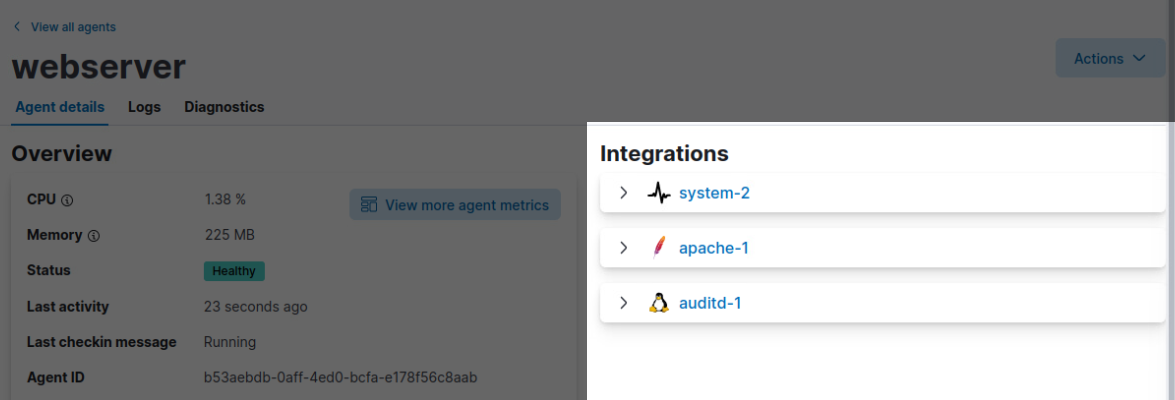 View all agents
webserver
Actions
Agent details Logs Diagnostics
Overview
CPU 1.38 % View more agent metrics
Memory 225 MB
Status Healthy
Last activity 23 seconds ago
Last checkin message Running
Agent ID b53aebdb-0aff-4ed0-bcfa-e178f56c8aab
Integrations
system-2
apache-1
auditd-1